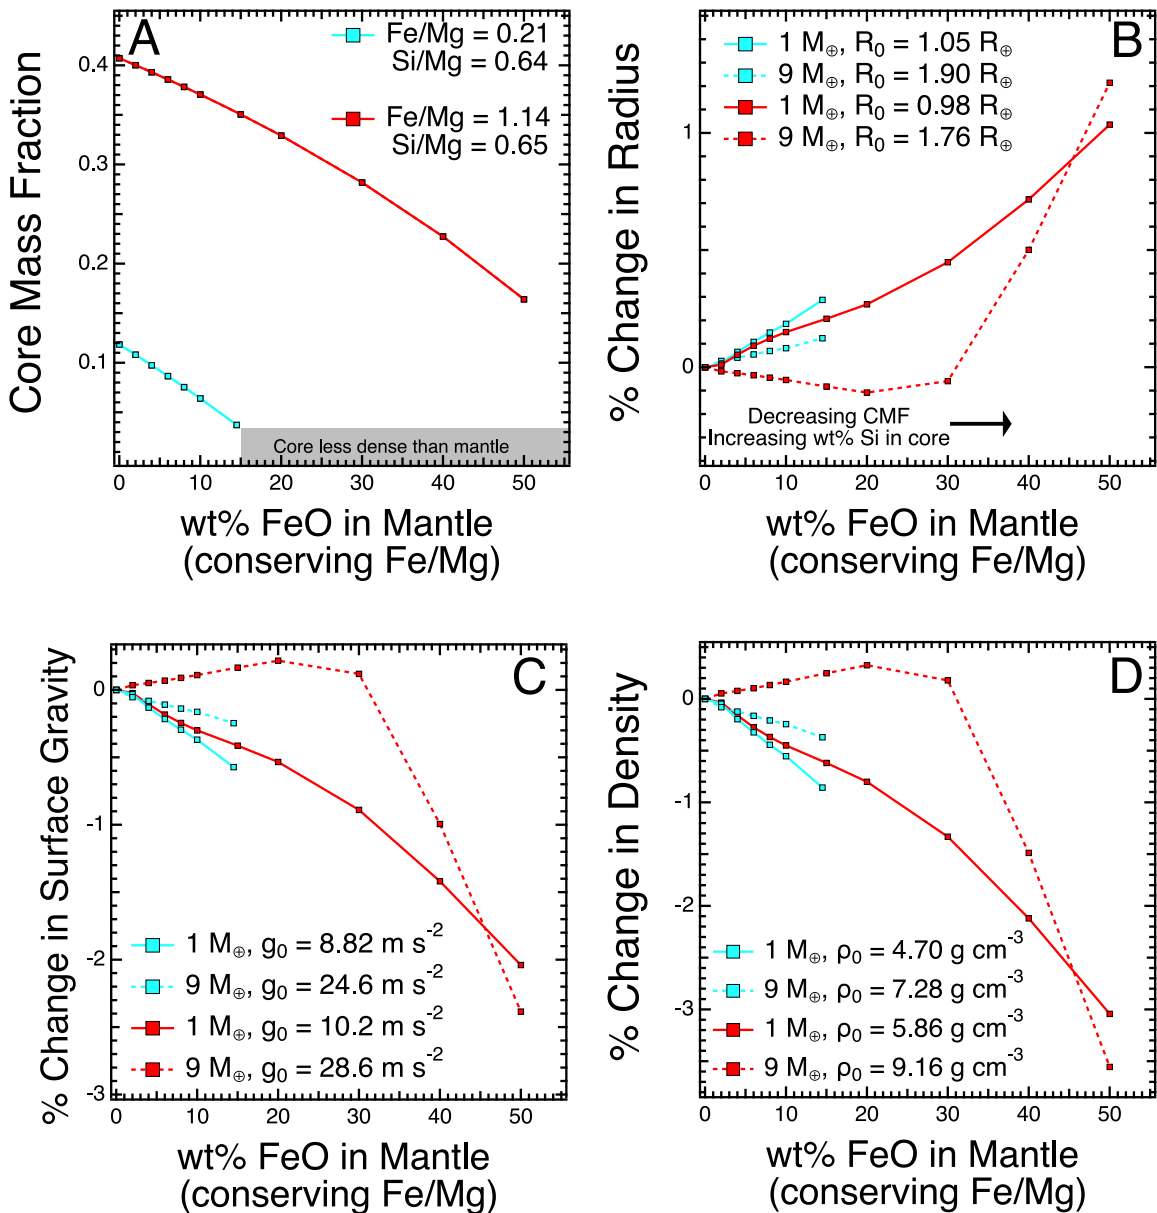 A
Fe/Mg = 0.21
Si/Mg = 0.64
Fe/Mg = 1.14
Si/Mg = 0.65
Core Mass Fraction
0.4
0.3
0.2
0.1
Core less dense than mantle
0 10 20 30 40 50
wt% FeO in Mantle
(conserving Fe/Mg)
B
1 M⊕, R₀ = 1.05 R⊕
9 M⊕, R₀ = 1.90 R⊕
1 M⊕, R₀ = 0.98 R⊕
9 M⊕, R₀ = 1.76 R⊕
% Change in Radius
1
0
Decreasing CMF
Increasing wt% Si in core
0 10 20 30 40 50
wt% FeO in Mantle
(conserving Fe/Mg)
C
% Change in Surface Gravity
0
-1
-2
-3
1 M⊕, g₀ = 8.82 m s⁻²
9 M⊕, g₀ = 24.6 m s⁻²
1 M⊕, g₀ = 10.2 m s⁻²
9 M⊕, g₀ = 28.6 m s⁻²
0 10 20 30 40 50
wt% FeO in Mantle
(conserving Fe/Mg)
D
% Change in Density
0
-1
-2
-3
1 M⊕, ρ₀ = 4.70 g cm⁻³
9 M⊕, ρ₀ = 7.28 g cm⁻³
1 M⊕, ρ₀ = 5.86 g cm⁻³
9 M⊕, ρ₀ = 9.16 g cm⁻³
0 10 20 30 40 50
wt% FeO in Mantle
(conserving Fe/Mg)